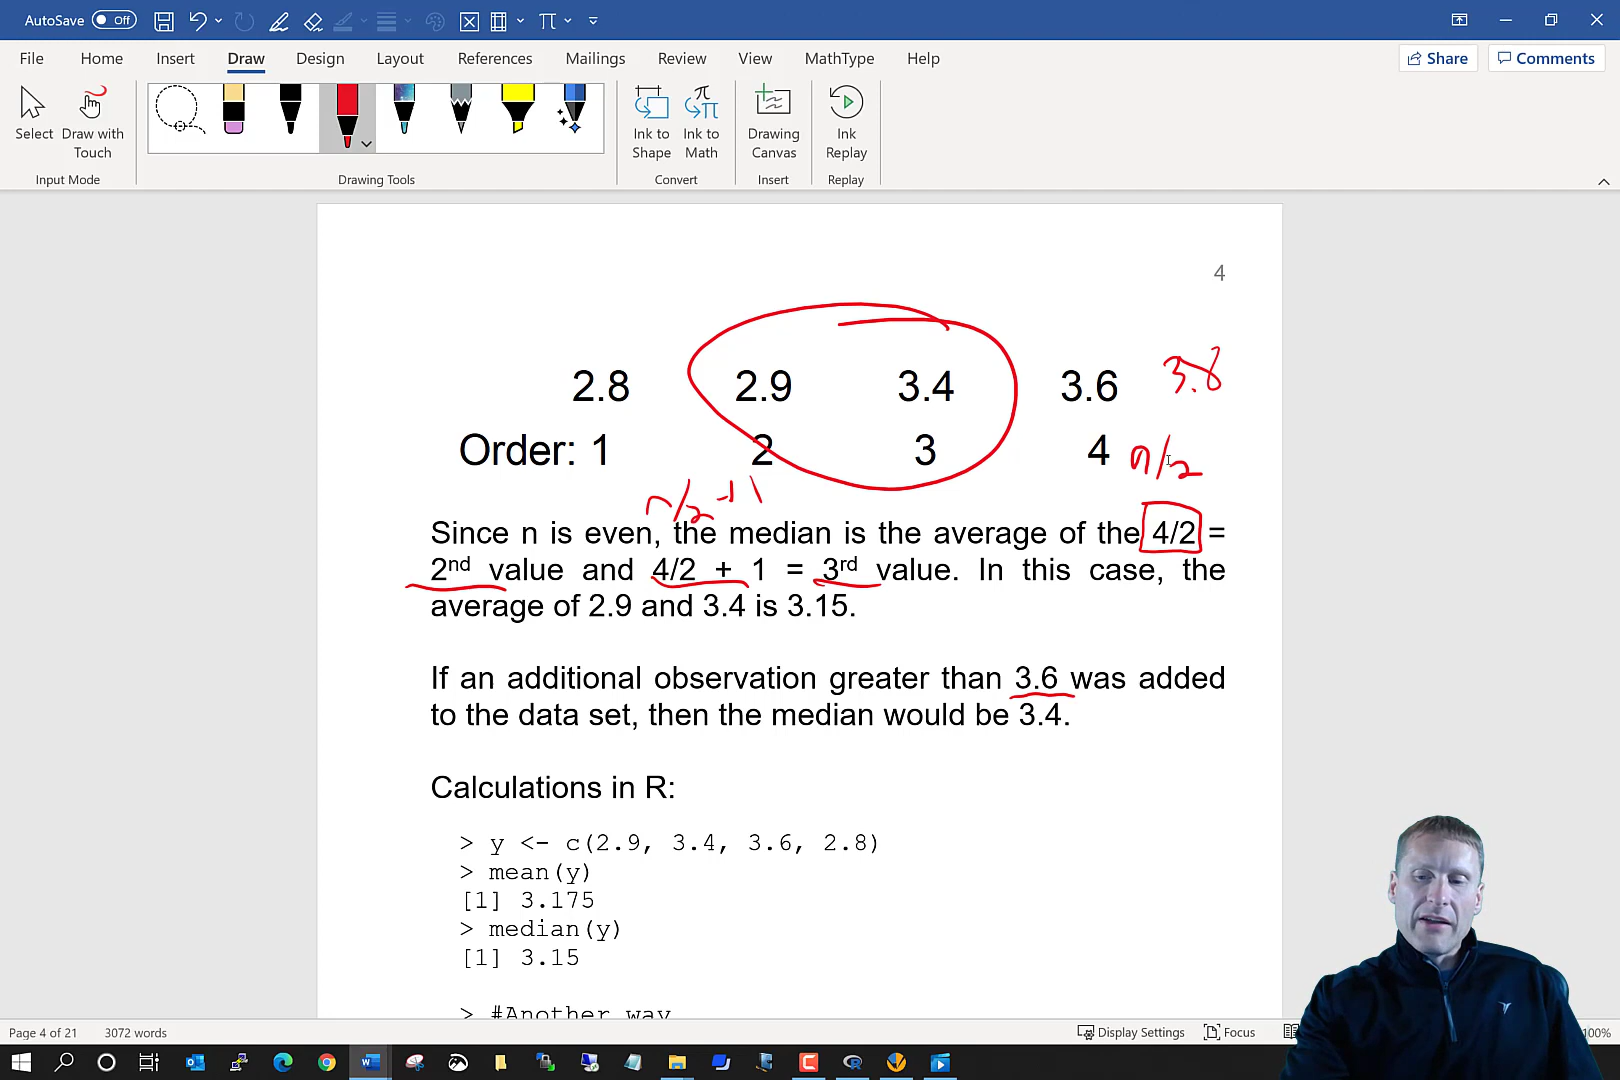 AutoSave Off
File Home Insert Draw Design Layout References Mailings Review View MathType Help Share Comments
Select
Draw with Touch
Input Mode
Drawing Tools
Ink to Shape
Ink to Math
Convert
Drawing Canvas
Insert
Ink Replay
Replay
4
2.8 2.9 3.4 3.6 3.8
Order: 1 2 3 4 n/2
n/2 +1
Since n is even, the median is the average of the 4/2 =
2nd value and 4/2 + 1 = 3rd value. In this case, the
average of 2.9 and 3.4 is 3.15.
If an additional observation greater than 3.6 was added
to the data set, then the median would be 3.4.
Calculations in R:
> y <- c(2.9, 3.4, 3.6, 2.8)
> mean(y)
[1] 3.175
> median(y)
[1] 3.15
> #Another way
Page 4 of 21 3072 words Display Settings Focus 100%